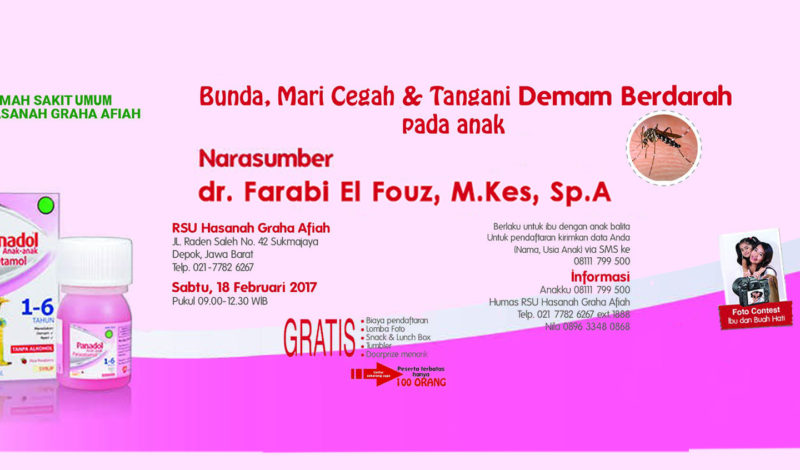 MAH SAKIT UMUM
ASANAH GRAHA AFIAH
Bunda, Mari Cegah & Tangani Demam Berdarah
pada anak
Narasumber
dr. Farabi El Fouz, M.Kes, Sp.A
RSU Hasanah Graha Afiah
JL. Raden Saleh No. 42 Sukmajaya
Depok, Jawa Barat
Telp. 021-7782 6267
Sabtu, 18 Februari 2017
Pukul 09.00-12.30 WIB
Berlaku untuk ibu dengan anak balita
Untuk pendaftaran kirimkan data Anda
(Nama, Usia Anak) via SMS ke
08111 799 500
Informasi
Anakku 08111 799 500
Humas RSU Hasanah Graha Afiah
Telp. 021 7782 6267 ext.1888
Nila 0896 3348 0868
GRATIS
Biaya pendaftaran
Lomba Foto
Snack & Lunch Box
Tumbler
Doorprize menarik
Peserta terbatas
hanya
100 ORANG
Foto Contest
Ibu dan Buah Hati
nadol
Anak-anak
etamol
1-6
TAHUN
TANPA ALKOHOL
Panadol
Anak-anak
Paracetamol
1-6
SYRUP